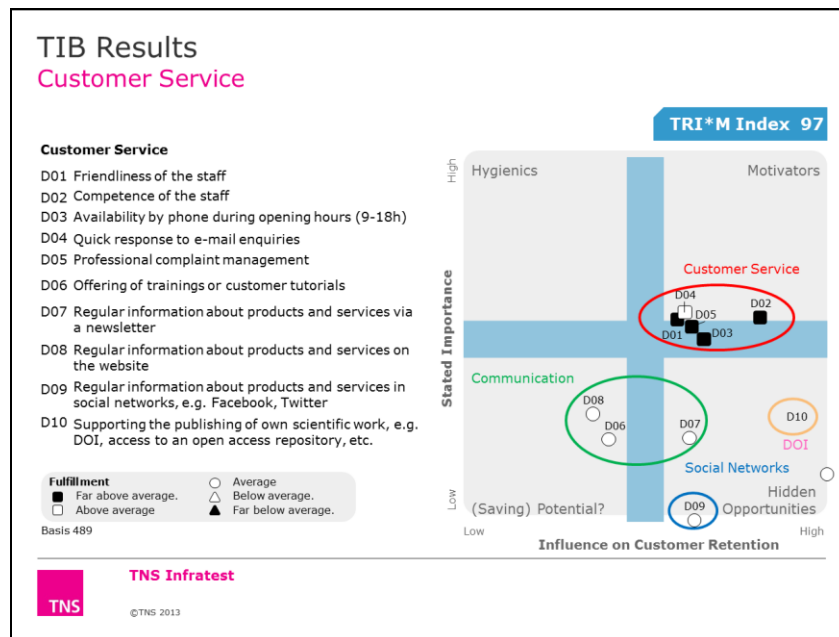 TIB Results
Customer Service
TRI*M Index 97
Customer Service
D01 Friendliness of the staff
D02 Competence of the staff
D03 Availability by phone during opening hours (9-18h)
D04 Quick response to e-mail enquiries
D05 Professional complaint management
D06 Offering of trainings or customer tutorials
D07 Regular information about products and services via
a newsletter
D08 Regular information about products and services on
the website
D09 Regular information about products and services in
social networks, e.g. Facebook, Twitter
D10 Supporting the publishing of own scientific work, e.g.
DOI, access to an open access repository, etc.
Fulfillment
Far above average.
Above average
Average
Below average.
Far below average.
Basis 489
High
Stated Importance
Low
Hygienics
Motivators
Customer Service
D04
D02
D05
D01
D03
Communication
D08
D06
D07
D10
DOI
Social Networks
D09
(Saving) Potential?
Hidden
Opportunities
Low
High
Influence on Customer Retention
TNS Infratest
TNS
©TNS 2013